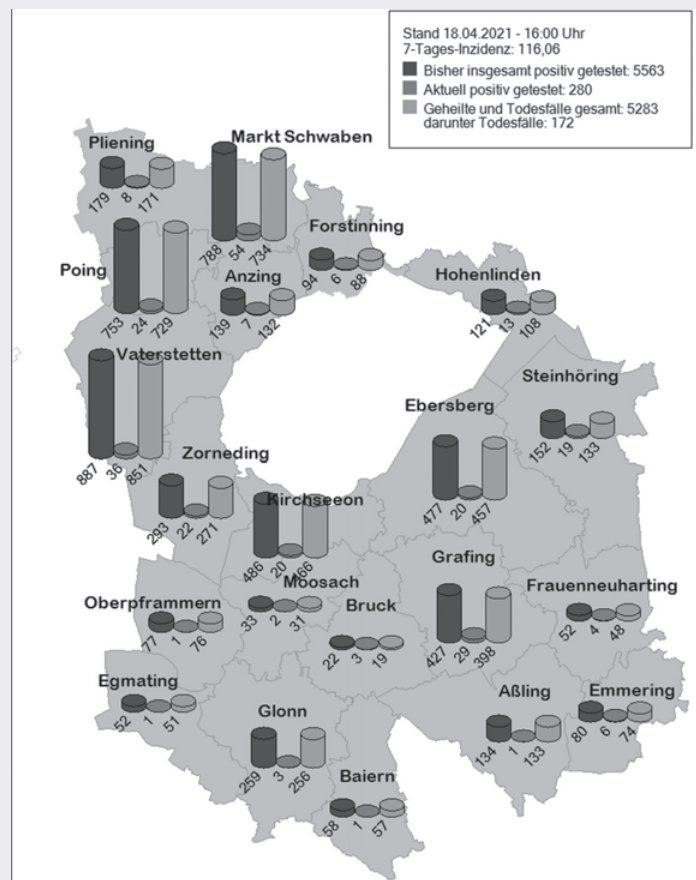 Stand 18.04.2021 - 16:00 Uhr
7-Tages-Inzidenz: 116,06
Bisher insgesamt positiv getestet: 5563
Aktuell positiv getestet: 280
Geheilte und Todesfälle gesamt: 5283
darunter Todesfälle: 172
Pliening
179 8 171
Markt Schwaben
788 54 734
Forstinning
94 6 88
Poing
753 24 729
Anzing
139 7 132
Hohenlinden
121 13 108
Vaterstetten
887 36 851
Steinhöring
152 19 133
Ebersberg
477 20 457
Zorneding
293 22 271
Kirchseeon
486 20 466
Grafing
427 29 398
Moosach
33 2 31
Bruck
22 3 19
Frauenneuharting
52 4 48
Oberpframmern
77 1 76
Egmating
52 1 51
Glonn
259 3 256
Aßling
134 1 133
Emmering
80 6 74
Baiern
58 1 57